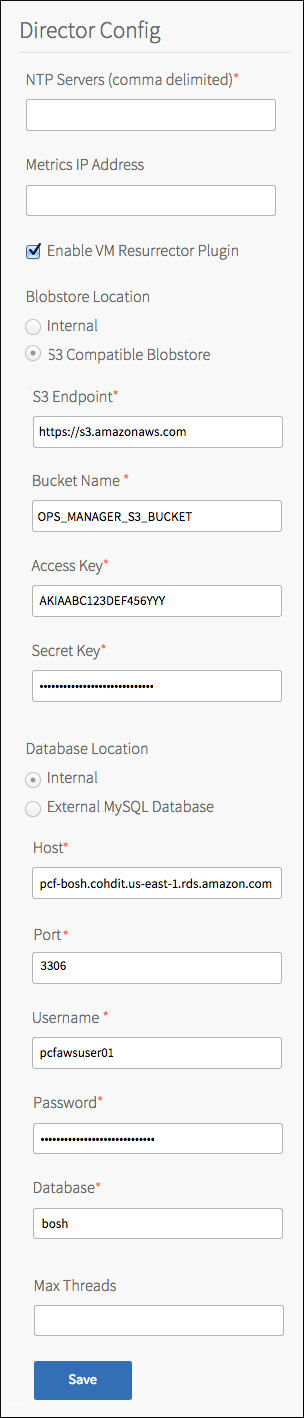 Director Config
NTP Servers (comma delimited)*
Metrics IP Address
Enable VM Resurrector Plugin
Blobstore Location
Internal
S3 Compatible Blobstore
S3 Endpoint*
https://s3.amazonaws.com
Bucket Name *
OPS_MANAGER_S3_BUCKET
Access Key*
AKIAABC123DEF456YYY
Secret Key*
•••••••••••••••••••••••••••••
Database Location
Internal
External MySQL Database
Host*
pcf-bosh.cohdit.us-east-1.rds.amazon.com
Port*
3306
Username *
pcfawsuser01
Password*
•••••••••••••••••••••••••••••
Database*
bosh
Max Threads
Save